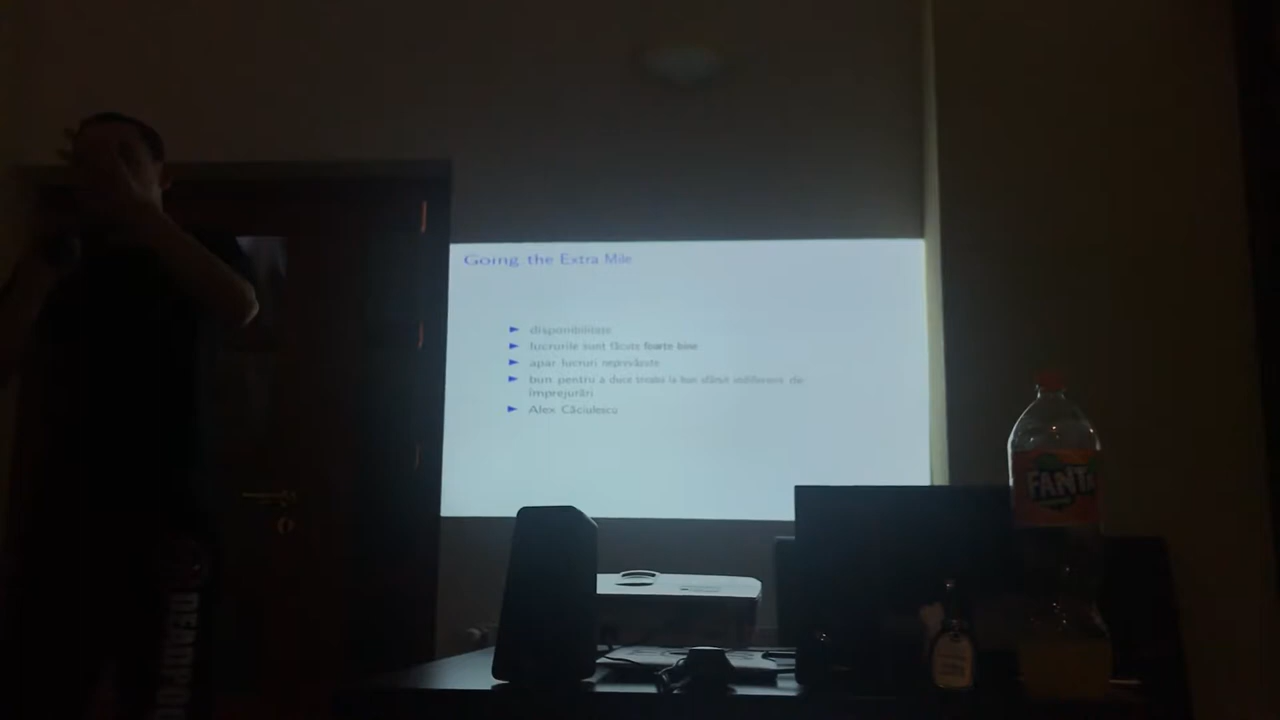 Going the Extra Mile
disponibilitate
lucrurile sunt făcute foarte bine
apar lucruri neprevăzute
bun pentru a duce treaba la bun sfârșit indiferent de
împrejurări
Alex Căciulescu
FANTA